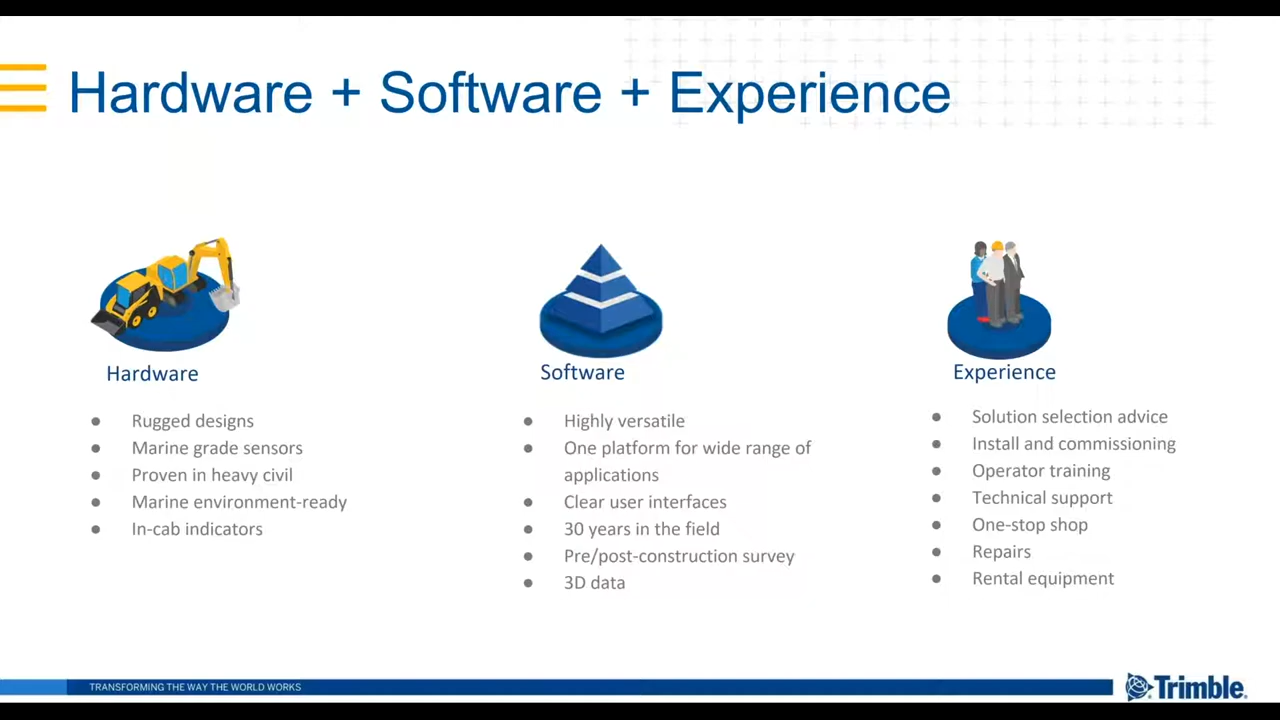 Hardware + Software + Experience
Hardware
● Rugged designs
● Marine grade sensors
● Proven in heavy civil
● Marine environment-ready
● In-cab indicators
Software
● Highly versatile
● One platform for wide range of
applications
● Clear user interfaces
● 30 years in the field
● Pre/post-construction survey
● 3D data
Experience
● Solution selection advice
● Install and commissioning
● Operator training
● Technical support
● One-stop shop
● Repairs
● Rental equipment
TRANSFORMING THE WAY THE WORLD WORKS
Trimble